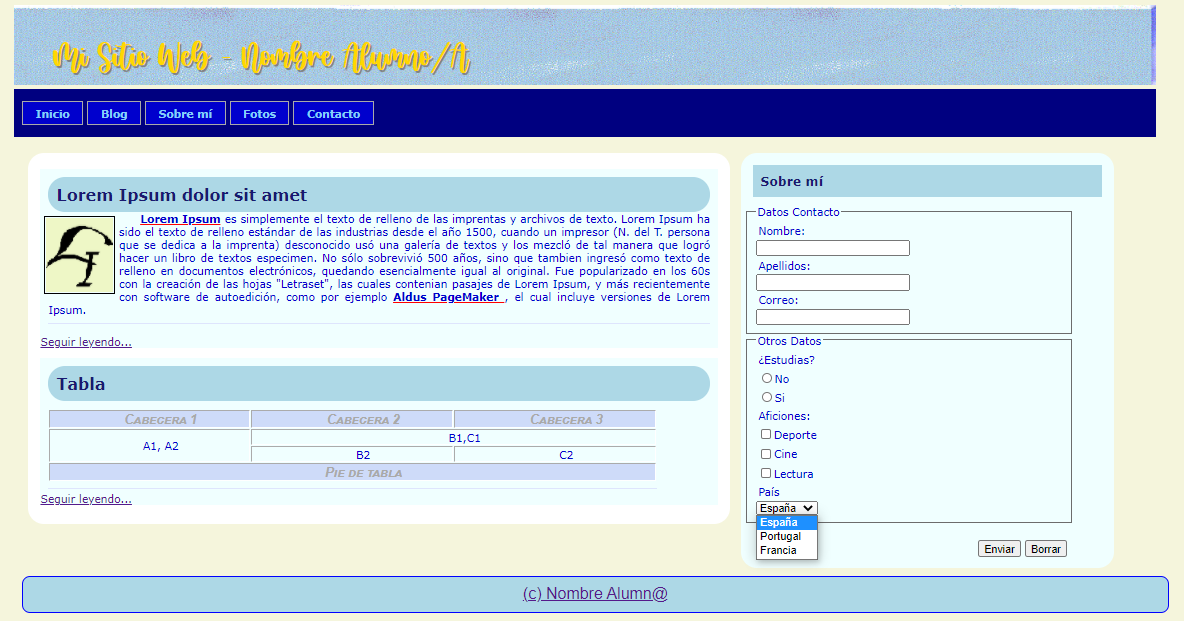 Mi Sitio Web - Nombre Alumno/A
Inicio
Blog
Sobre mí
Fotos
Contacto
Lorem Ipsum dolor sit amet
Lorem Ipsum es simplemente el texto de relleno de las imprentas y archivos de texto. Lorem Ipsum ha
sido el texto de relleno estándar de las industrias desde el año 1500, cuando un impresor (N. del T. persona
que se dedica a la imprenta) desconocido usó una galería de textos y los mezcló de tal manera que logró
hacer un libro de textos especimen. No sólo sobrevivió 500 años, sino que tambien ingresó como texto de
relleno en documentos electrónicos, quedando esencialmente igual al original. Fue popularizado en los 60s
con la creación de las hojas "Letraset", las cuales contenian pasajes de Lorem Ipsum, y más recientemente
con software de autoedición, como por ejemplo Aldus PageMaker , el cual incluye versiones de Lorem
Ipsum.
Seguir leyendo...
Tabla
Cabecera 1
Cabecera 2
Cabecera 3
A1, A2
B1,C1
B2
C2
Pie de tabla
Seguir leyendo...
Sobre mí
Datos Contacto
Nombre:
Apellidos:
Correo:
Otros Datos
¿Estudias?
No
Si
Aficiones:
Deporte
Cine
Lectura
País
España
España
Portugal
Francia
Enviar
Borrar
(c) Nombre Alumn@